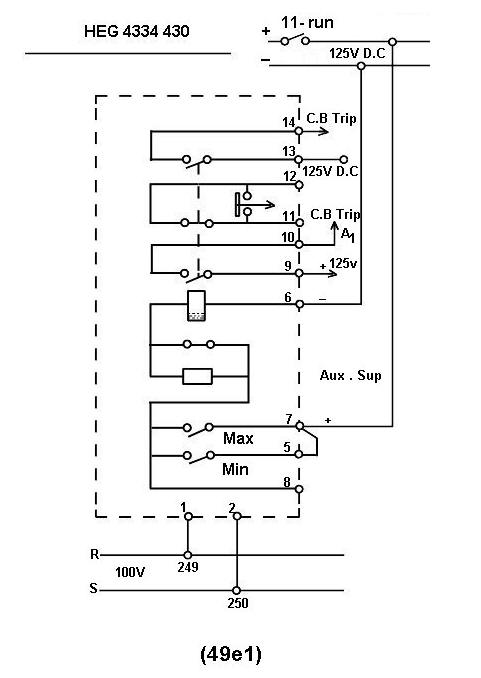 HEG 4334 430
11- run
+
125V D.C
–
14 C.B Trip
13
125V D.C
12
11 C.B Trip
10 A1
9 + 125v
6 –
Aux . Sup
7 +
Max
5
Min
8
1 2
R
100V 249
S
250
(49e1)